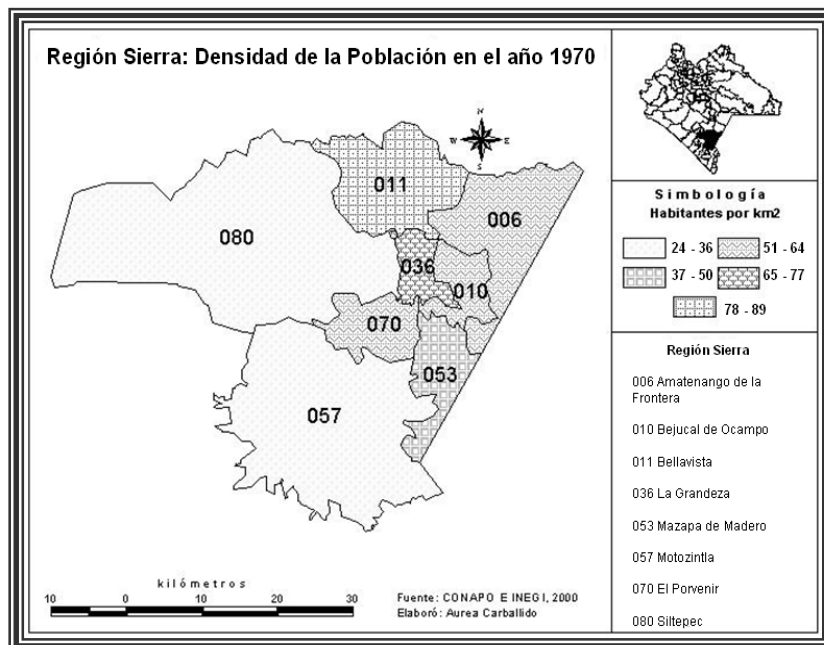 Región Sierra: Densidad de la Población en el año 1970
N
W E
S
011
006
080
036
010
070
053
057
kilómetros
10 0 10 20 30
Fuente: CONAPO E INEGI, 2000
Elaboró: Aurea Carballido
Simbología
Habitantes por km2
24 - 36 51 - 64
37 - 50 65 - 77
78 - 89
Región Sierra
006 Amatenango de la
Frontera
010 Bejucal de Ocampo
011 Bellavista
036 La Grandeza
053 Mazapa de Madero
057 Motozintla
070 El Porvenir
080 Siltepec